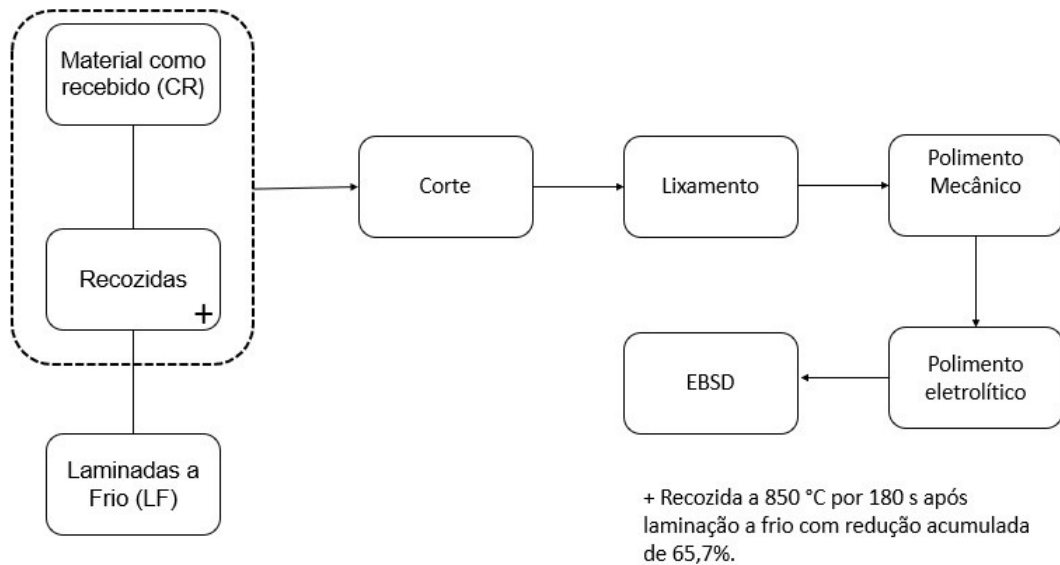 Material como
recebido (CR)
Recozidas
+
Laminadas a
Frio (LF)
Corte
Lixamento
Polimento
Mecânico
Polimento
eletrolítico
EBSD
+ Recozida a 850 °C por 180 s após
laminação a frio com redução acumulada
de 65,7%.